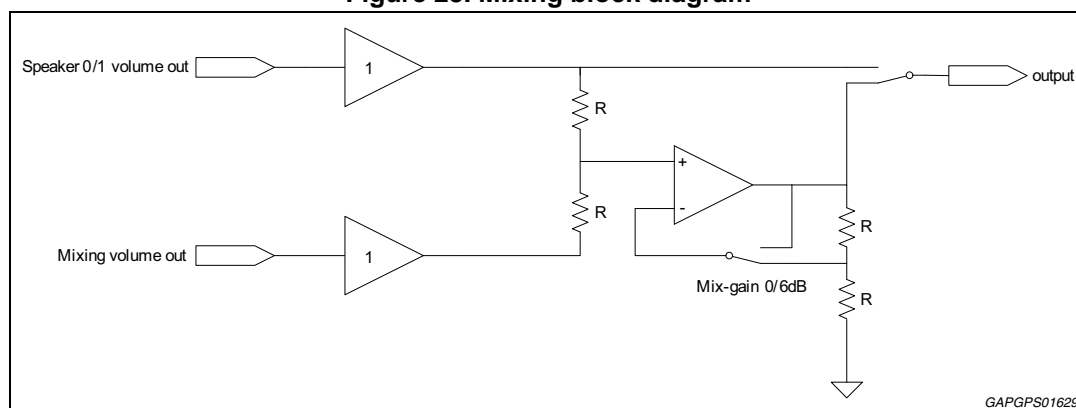 Figure Mixing block diagram
Speaker 0/1 volume out
1
output
R
+
-
R
R
Mixing volume out
1
Mix-gain 0/6dB
R
GAPGPS01629